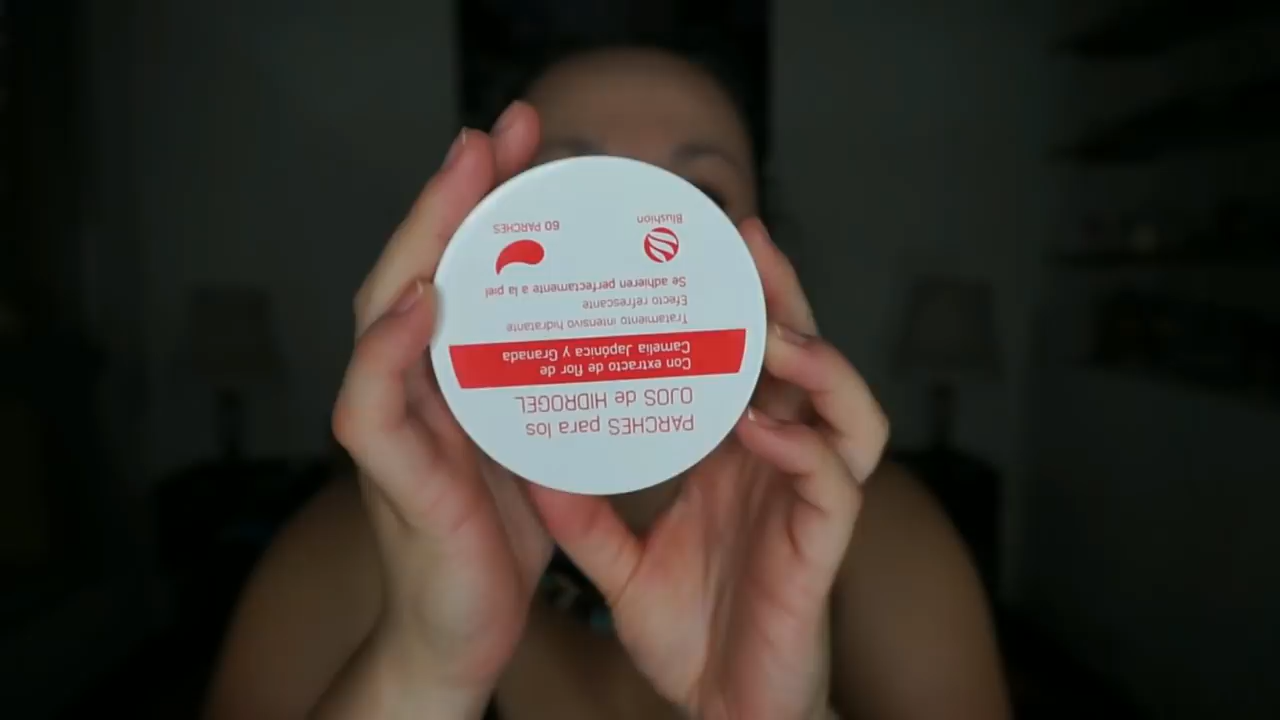 PARCHES para los
OJOS de HIDROGEL
Con extracto de flor de
Camelia Japónica y Granada
Tratamiento intensivo hidratante
Efecto refrescante
Se adhieren perfectamente a la piel
Blushion
60 PARCHES